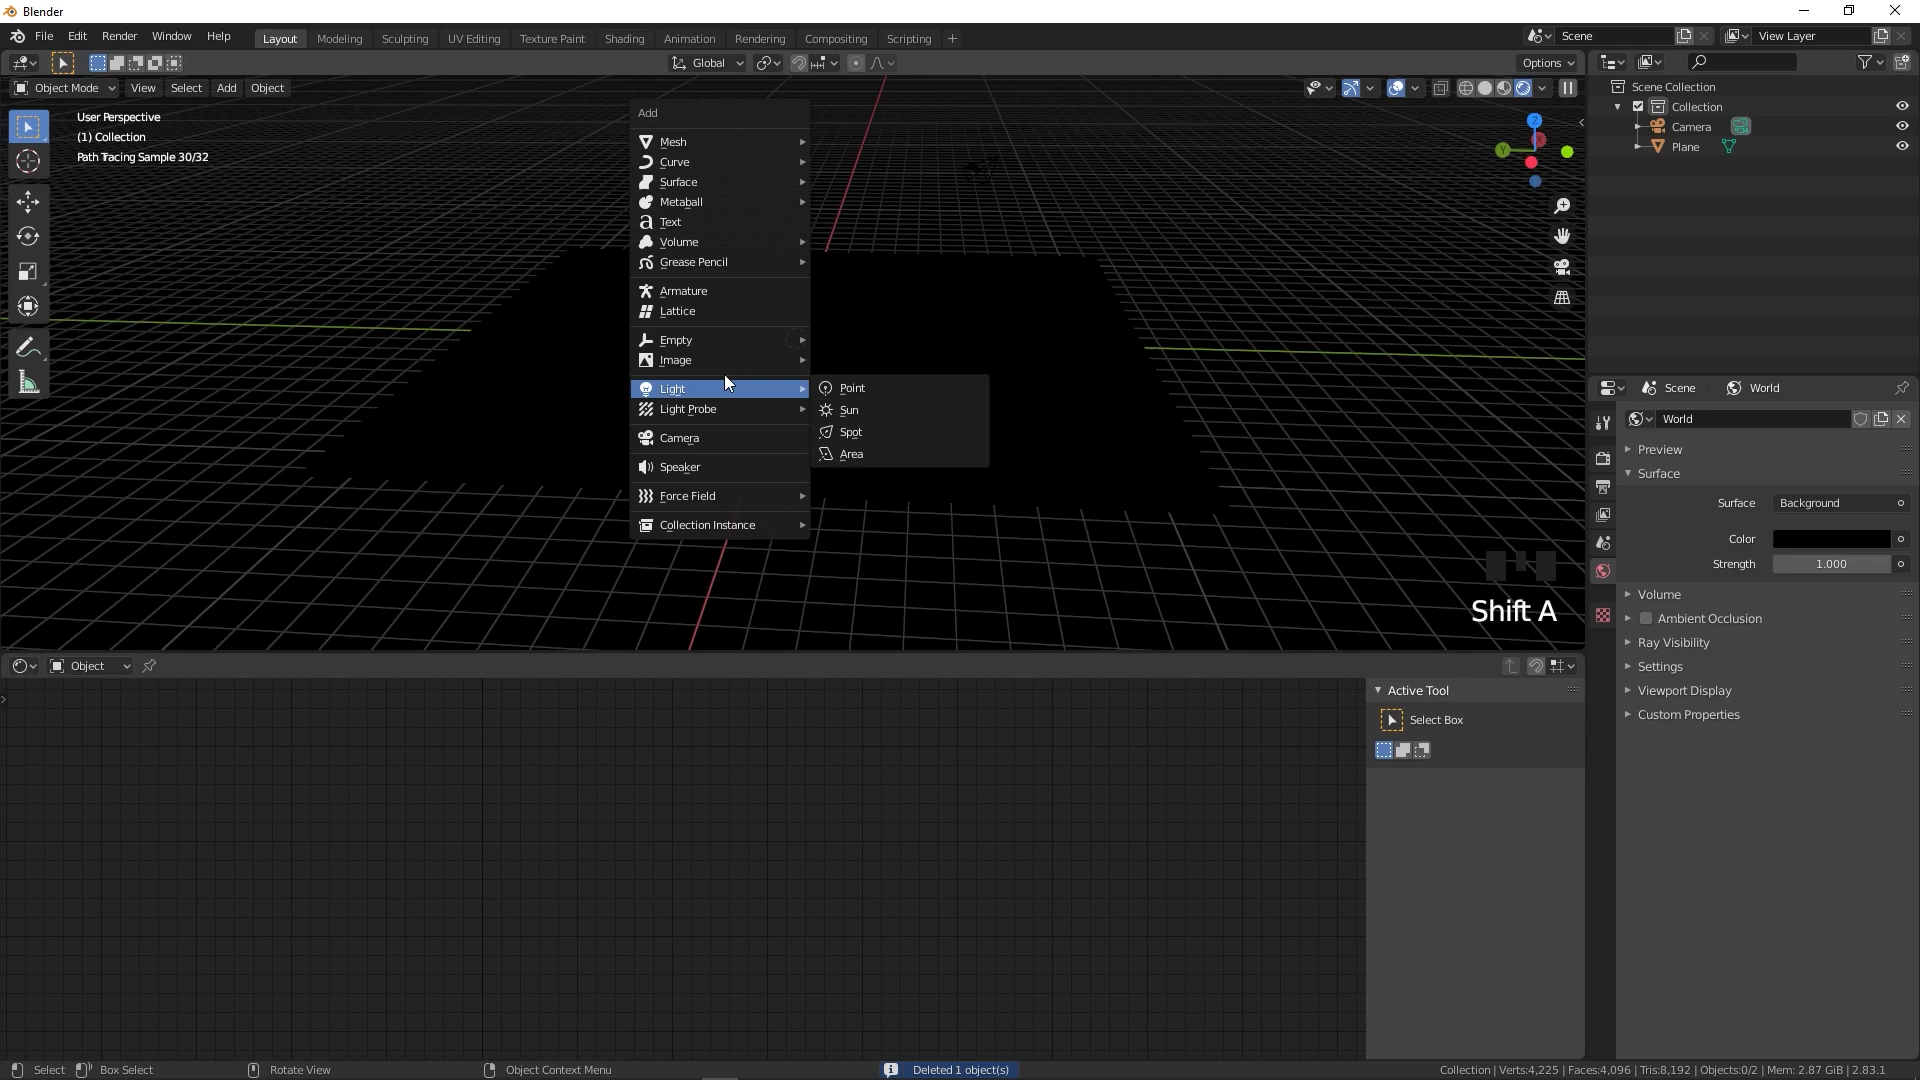 Blender
File Edit Render Window Help Layout Modeling Sculpting UV Editing Texture Paint Shading Animation Rendering Compositing Scripting + Scene View Layer
Global Options
Object Mode View Select Add Object
User Perspective
(1) Collection
Path Tracing Sample 30/32
Add
Mesh
Curve
Surface
Metaball
Text
Volume
Grease Pencil
Armature
Lattice
Empty
Image
Light
Light Probe
Camera
Speaker
Force Field
Collection Instance
Point
Sun
Spot
Area
Z
Y
Shift A
Scene Collection
Collection
Camera
Plane
Scene World
World
Preview
Surface
Surface Background
Color
Strength 1.000
Volume
Ambient Occlusion
Ray Visibility
Settings
Viewport Display
Custom Properties
Object
Active Tool
Select Box
Select Box Select Rotate View Object Context Menu Deleted 1 object(s) Collection | Verts:4,225 | Faces:4,096 | Tris:8,192 | Objects:0/2 | Mem: 2.87 GiB | 2.83.1